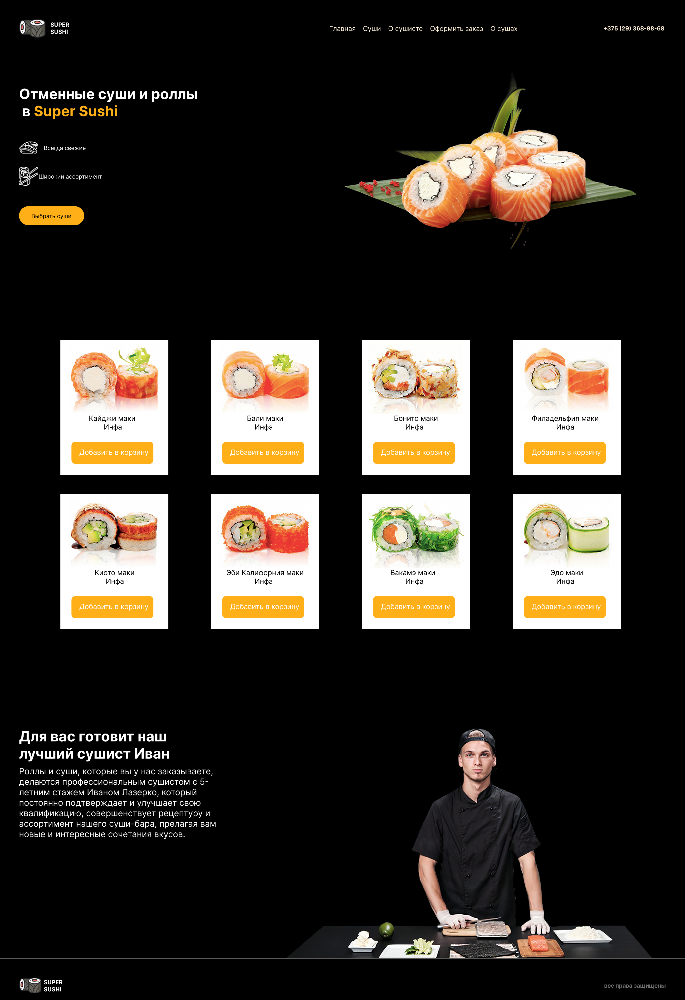 SUPER
SUSHI
Главная Суши О сушисте Оформить заказ О сушах
+375 (29) 368-98-68
Отменные суши и роллы
в Super Sushi
Всегда свежие
Широкий ассортимент
Выбрать суши
Кайджи маки
Инфа
Добавить в корзину
Бали маки
Инфа
Добавить в корзину
Бонито маки
Инфа
Добавить в корзину
Филадельфия маки
Инфа
Добавить в корзину
Киото маки
Инфа
Добавить в корзину
Эби Калифорния маки
Инфа
Добавить в корзину
Вакамэ маки
Инфа
Добавить в корзину
Эдо маки
Инфа
Добавить в корзину
Для вас готовит наш
лучший сушист Иван
Роллы и суши, которые вы у нас заказываете,
делаются профессиональным сушистом с 5-
летним стажем Иваном Лазерко, который
постоянно подтверждает и улучшает свою
квалификацию, совершенствует рецептуру и
ассортимент нашего суши-бара, прелагая вам
новые и интересные сочетания вкусов.
SUPER
SUSHI
все права защищены